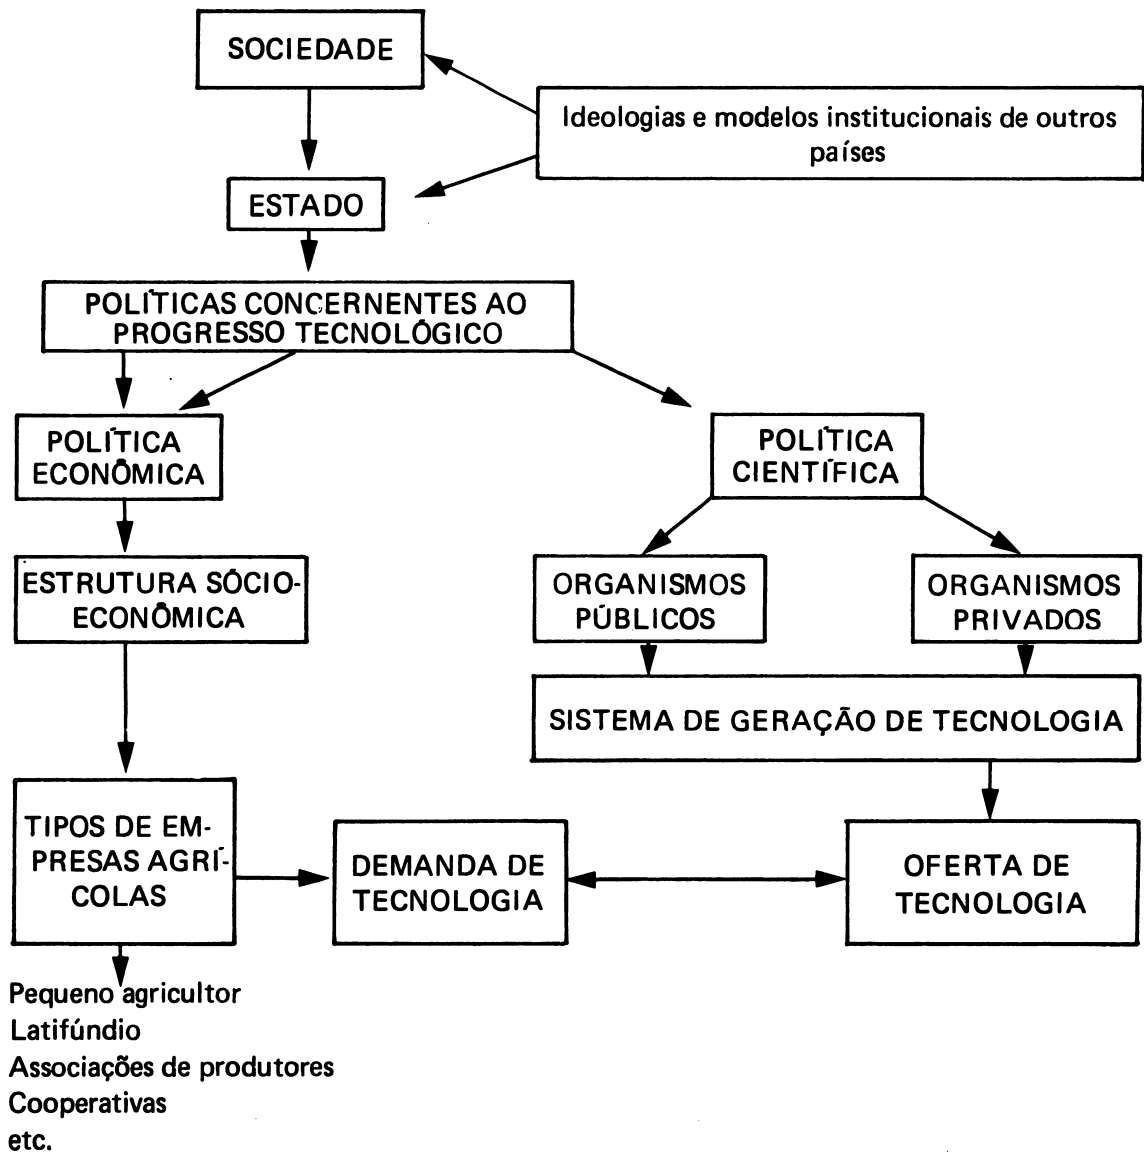 SOCIEDADE
Ideologias e modelos institucionais de outros
países
ESTADO
POLÍTICAS CONCERNENTES AO
PROGRESSO TECNOLÓGICO
POLÍTICA
ECONÔMICA
POLÍTICA
CIENTÍFICA
ESTRUTURA SÓCIO-
ECONÔMICA
ORGANISMOS
PÚBLICOS
ORGANISMOS
PRIVADOS
SISTEMA DE GERAÇÃO DE TECNOLOGIA
TIPOS DE EM-
PRESAS AGRÍ-
COLAS
DEMANDA DE
TECNOLOGIA
OFERTA DE
TECNOLOGIA
Pequeno agricultor
Latifúndio
Associações de produtores
Cooperativas
etc.